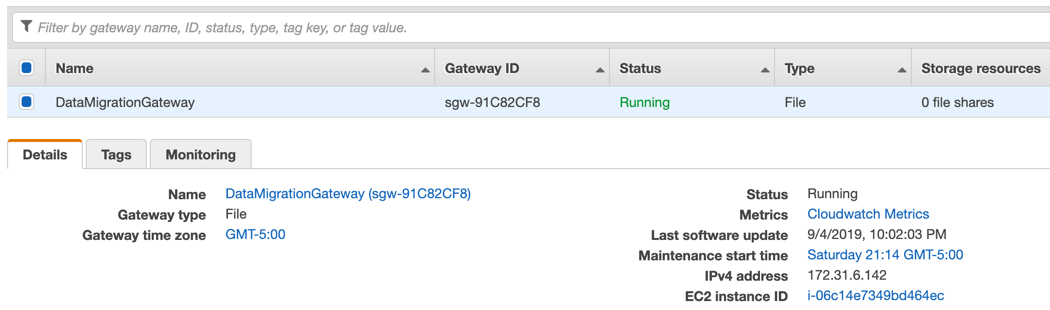 Filter by gateway name, ID, status, type, tag key, or tag value.
Name Gateway ID Status Type Storage resources
DataMigrationGateway sgw-91C82CF8 Running File 0 file shares
Details Tags Monitoring
Name DataMigrationGateway (sgw-91C82CF8) Status Running
Gateway type File Metrics Cloudwatch Metrics
Gateway time zone GMT-5:00 Last software update 9/4/2019, 10:02:03 PM
Maintenance start time Saturday 21:14 GMT-5:00
IPv4 address 172.31.6.142
EC2 instance ID i-06c14e7349bd464ec